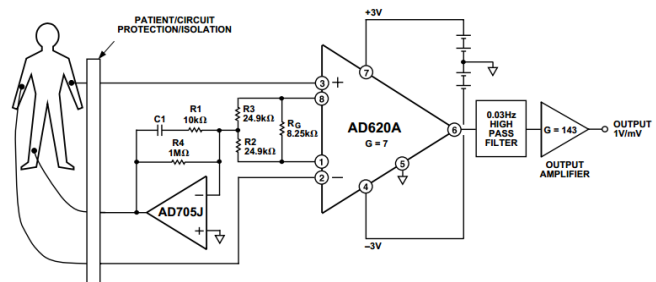 PATIENT/CIRCUIT
PROTECTION/ISOLATION
+3V
C1
R1
10kΩ
R4
1MΩ
R3
24.9kΩ
R2
24.9kΩ
RG
8.25kΩ
3
+
8
1
2
–
7
AD620A
G = 7
6
5
4
–3V
AD705J
–
+
0.03Hz
HIGH
PASS
FILTER
G = 143
OUTPUT
1V/mV
OUTPUT
AMPLIFIER